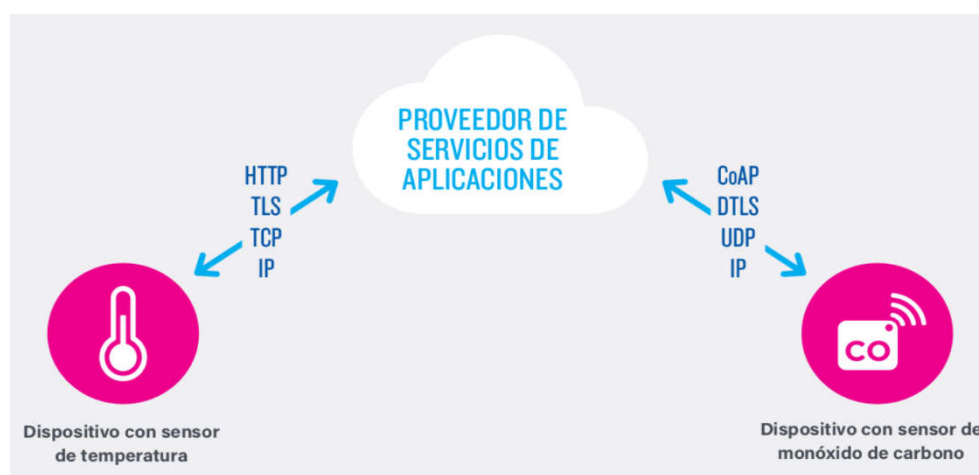 PROVEEDOR DE
SERVICIOS DE
APLICACIONES
HTTP
TLS
TCP
IP
CoAP
DTLS
UDP
IP
CO
Dispositivo con sensor
de temperatura
Dispositivo con sensor de
monóxido de carbono